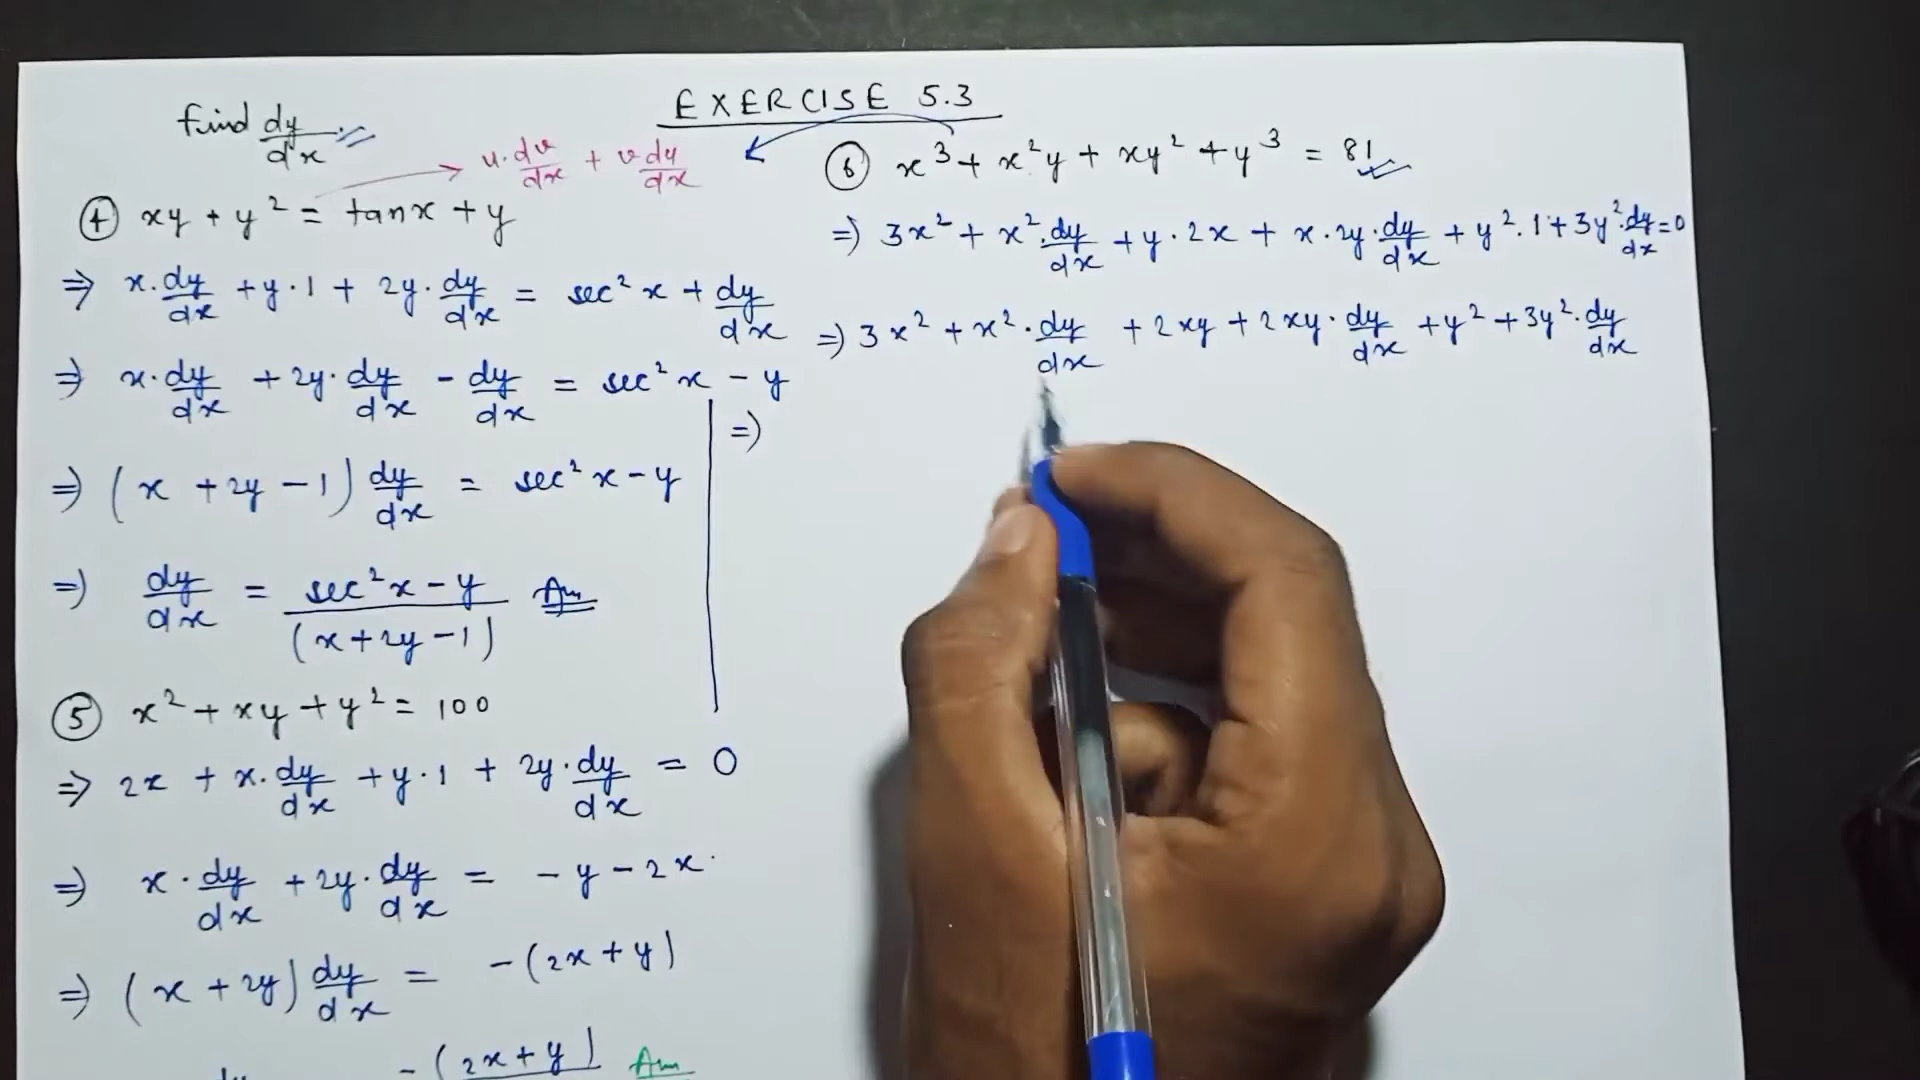 EXERCISE 5.3
find dy/dx
u·dv/dx + v dy/dx
④ xy + y² = tanx + y
⇒ x·dy/dx + y·1 + 2y·dy/dx = sec²x + dy/dx
⇒ x·dy/dx + 2y·dy/dx - dy/dx = sec²x - y
⇒ (x + 2y - 1) dy/dx = sec²x - y
⇒ dy/dx = sec²x - y / (x + 2y - 1) Ans
⑤ x² + xy + y² = 100
⇒ 2x + x·dy/dx + y·1 + 2y·dy/dx = 0
⇒ x·dy/dx + 2y·dy/dx = -y - 2x
⇒ (x + 2y) dy/dx = -(2x + y)
dy -(2x + y) Ans
⑥ x³ + x²y + xy² + y³ = 81
⇒ 3x² + x²·dy/dx + y·2x + x·2y·dy/dx + y²·1 + 3y²·dy/dx = 0
⇒ 3x² + x²·dy/dx + 2xy + 2xy·dy/dx + y² + 3y²·dy/dx
⇒